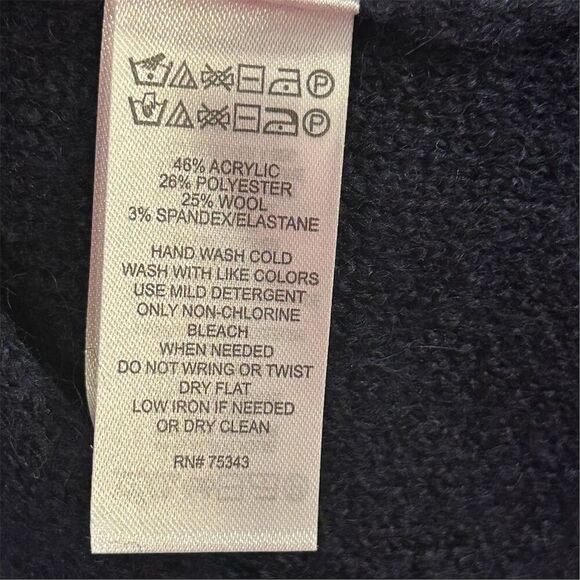 P
P
46% ACRYLIC
26% POLYESTER
25% WOOL
3% SPANDEX/ELASTANE
HAND WASH COLD
WASH WITH LIKE COLORS
USE MILD DETERGENT
ONLY NON-CHLORINE
BLEACH
WHEN NEEDED
DO NOT WRING OR TWIST
DRY FLAT
LOW IRON IF NEEDED
OR DRY CLEAN
RN# 75343